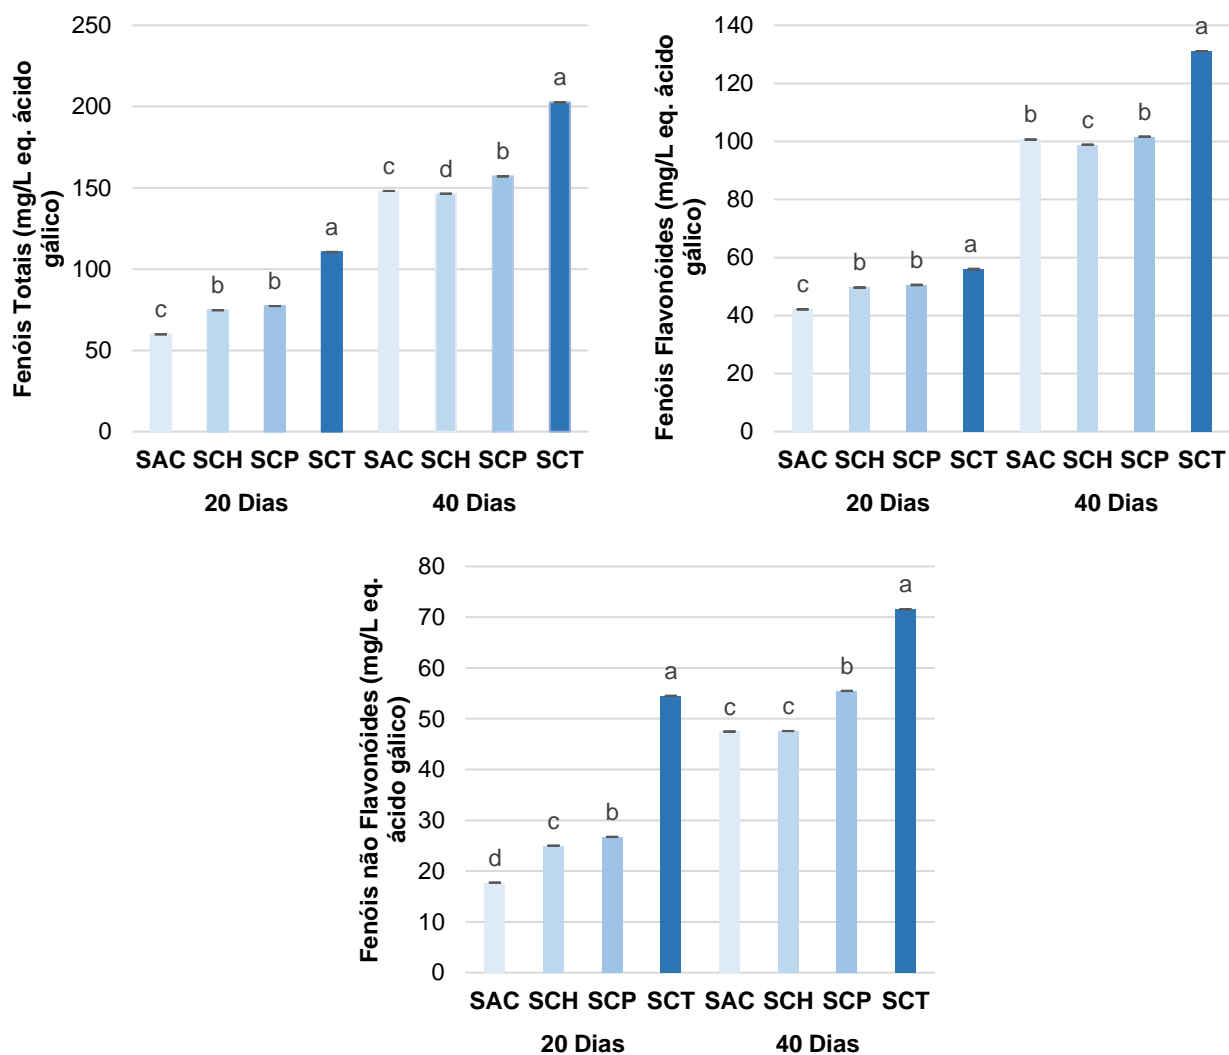 Fenóis Totais (mg/L eq. ácido
gálico)
250
200
150
100
50
0
c
b
b
a
c
d
b
a
SAC SCH SCP SCT SAC SCH SCP SCT
20 Dias 40 Dias
Fenóis Flavonóides (mg/L eq. ácido
gálico)
140
120
100
80
60
40
20
0
c
b
b
a
b
c
b
a
SAC SCH SCP SCT SAC SCH SCP SCT
20 Dias 40 Dias
Fenóis não Flavonóides (mg/L eq.
ácido gálico)
80
70
60
50
40
30
20
10
0
d
c
b
a
c
c
b
a
SAC SCH SCP SCT SAC SCH SCP SCT
20 Dias 40 Dias